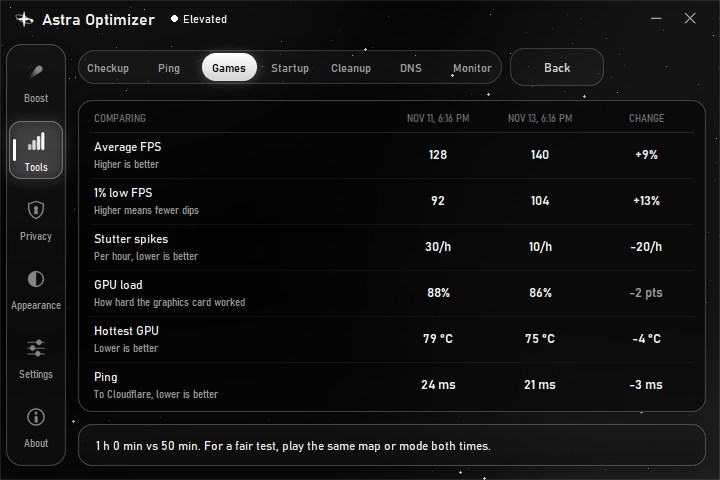 Astra Optimizer
Elevated
Boost
Tools
Privacy
Appearance
Settings
About
Checkup Ping Games Startup Cleanup DNS Monitor Back
COMPARING NOV 11, 6:16 PM NOV 13, 6:16 PM CHANGE
Average FPS
Higher is better
128 140 +9%
1% low FPS
Higher means fewer dips
92 104 +13%
Stutter spikes
Per hour, lower is better
30/h 10/h -20/h
GPU load
How hard the graphics card worked
88% 86% -2 pts
Hottest GPU
Lower is better
79 °C 75 °C -4 °C
Ping
To Cloudflare, lower is better
24 ms 21 ms -3 ms
1 h 0 min vs 50 min. For a fair test, play the same map or mode both times.